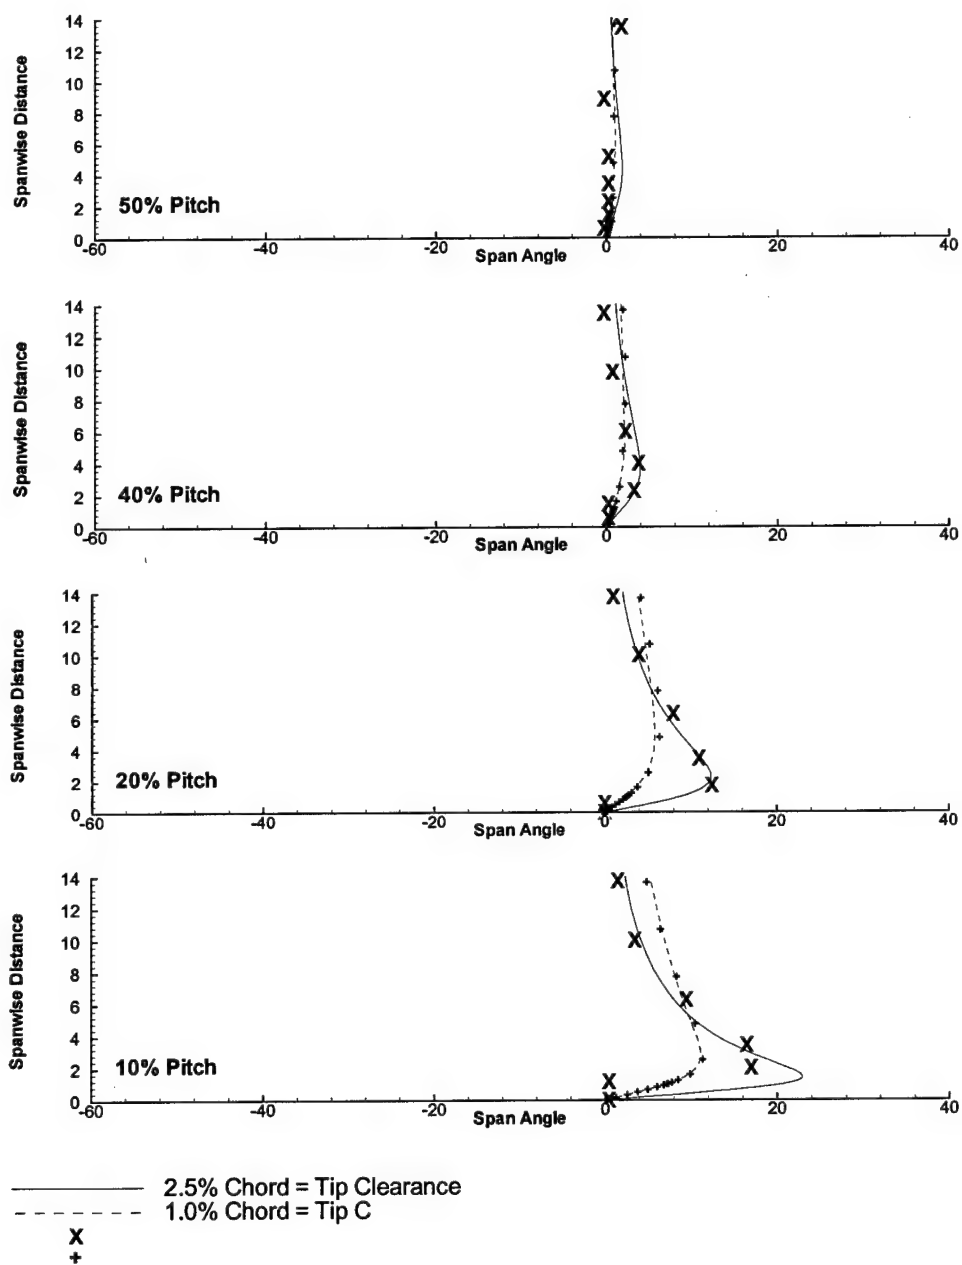 14
12
10
8
6
4
2
0
Spanwise Distance
50% Pitch
-60 -40 -20 0 20 40
Span Angle
14
12
10
8
6
4
2
0
Spanwise Distance
40% Pitch
-60 -40 -20 0 20 40
Span Angle
14
12
10
8
6
4
2
0
Spanwise Distance
20% Pitch
-60 -40 -20 0 20 40
Span Angle
14
12
10
8
6
4
2
0
Spanwise Distance
10% Pitch
-60 -40 -20 0 20 40
Span Angle
2.5% Chord = Tip Clearance
1.0% Chord = Tip C